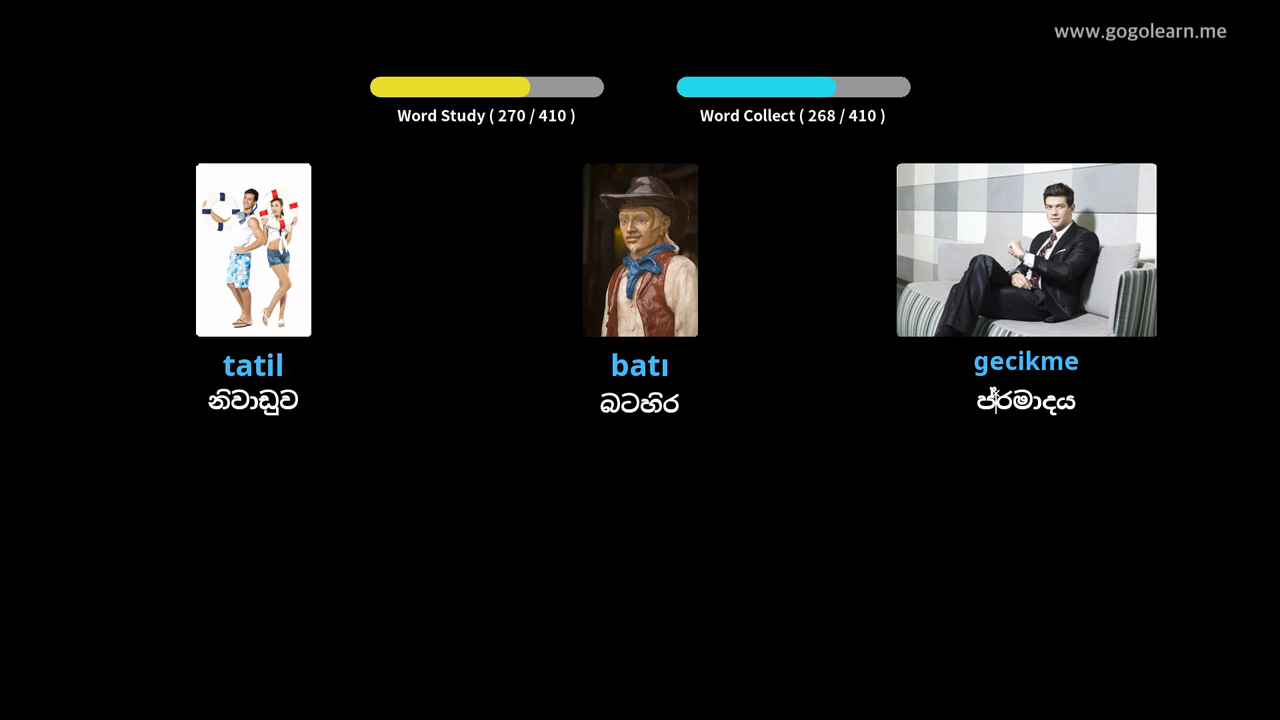 www.gogolearn.me
Word Study ( 270 / 410 )
Word Collect ( 268 / 410 )
tatil
batı
gecikme
නිවාඩුව
බටහිර
ප්‍රමාදය